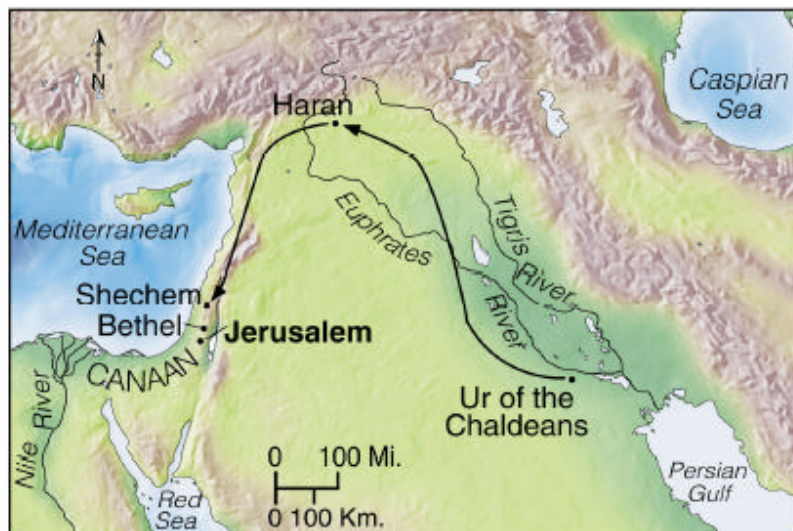 N
Caspian
Sea
Haran
Mediterranean
Sea
Euphrates
River
Tigris
River
Shechem
Bethel
Jerusalem
CANAAN
Ur of the
Chaldeans
Nile River
0 100 Mi.
0 100 Km.
Red
Sea
Persian
Gulf